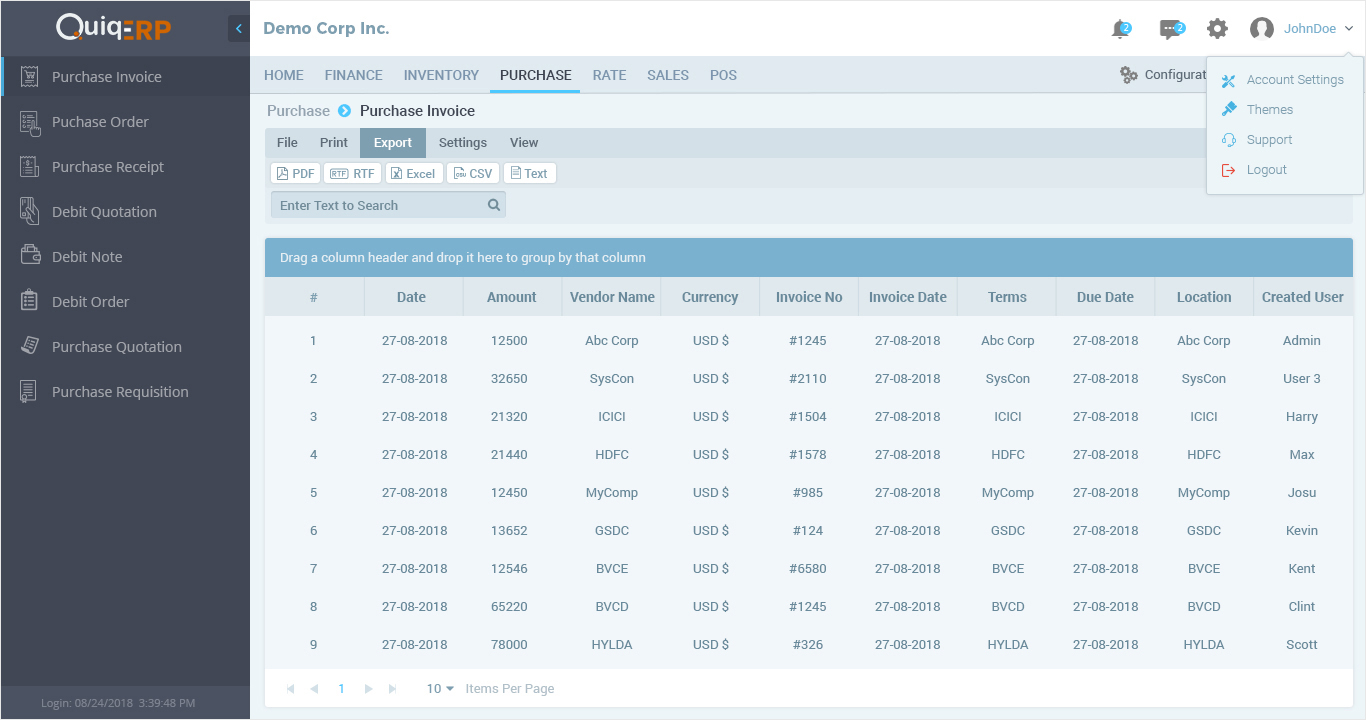 QuiqERP
Demo Corp Inc.
2
2
JohnDoe
HOME FINANCE INVENTORY PURCHASE RATE SALES POS
Configurat
Account Settings
Themes
Support
Logout
Purchase Invoice
Puchase Order
Purchase Receipt
Debit Quotation
Debit Note
Debit Order
Purchase Quotation
Purchase Requisition
Login: 08/24/2018 3:39:48 PM
Purchase Purchase Invoice
File Print Export Settings View
PDF RTF RTF Excel CSV CSV Text
Enter Text to Search
Drag a column header and drop it here to group by that column
# Date Amount Vendor Name Currency Invoice No Invoice Date Terms Due Date Location Created User
1 27-08-2018 12500 Abc Corp USD $ #1245 27-08-2018 Abc Corp 27-08-2018 Abc Corp Admin
2 27-08-2018 32650 SysCon USD $ #2110 27-08-2018 SysCon 27-08-2018 SysCon User 3
3 27-08-2018 21320 ICICI USD $ #1504 27-08-2018 ICICI 27-08-2018 ICICI Harry
4 27-08-2018 21440 HDFC USD $ #1578 27-08-2018 HDFC 27-08-2018 HDFC Max
5 27-08-2018 12450 MyComp USD $ #985 27-08-2018 MyComp 27-08-2018 MyComp Josu
6 27-08-2018 13652 GSDC USD $ #124 27-08-2018 GSDC 27-08-2018 GSDC Kevin
7 27-08-2018 12546 BVCE USD $ #6580 27-08-2018 BVCE 27-08-2018 BVCE Kent
8 27-08-2018 65220 BVCD USD $ #1245 27-08-2018 BVCD 27-08-2018 BVCD Clint
9 27-08-2018 78000 HYLDA USD $ #326 27-08-2018 HYLDA 27-08-2018 HYLDA Scott
1 10 Items Per Page